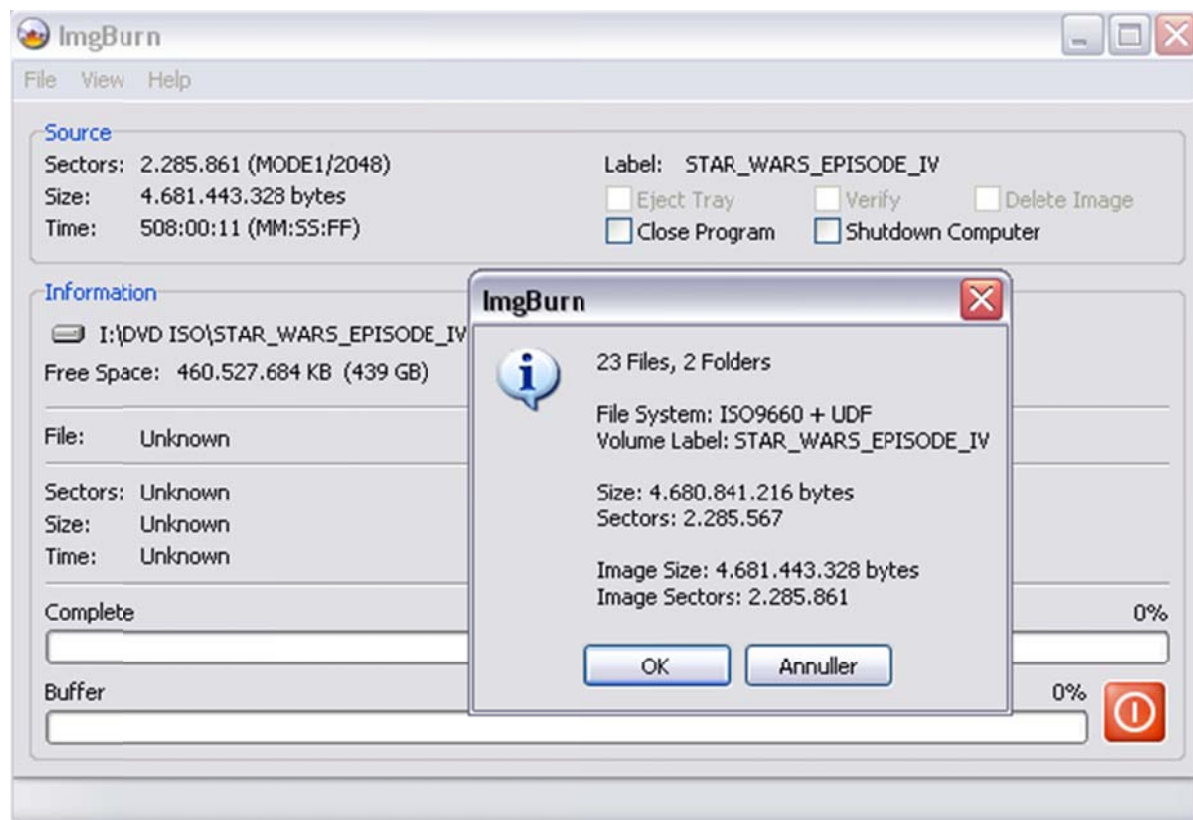 ImgBurn
File View Help
Source
Sectors: 2.285.861 (MODE1/2048)
Size: 4.681.443.328 bytes
Time: 508:00:11 (MM:SS:FF)
Label: STAR_WARS_EPISODE_IV
Eject Tray Verify Delete Image
Close Program Shutdown Computer
Information
I:\DVD ISO\STAR_WARS_EPISODE_IV
Free Space: 460.527.684 KB (439 GB)
File: Unknown
Sectors: Unknown
Size: Unknown
Time: Unknown
Complete 0%
Buffer 0%
ImgBurn
23 Files, 2 Folders
File System: ISO9660 + UDF
Volume Label: STAR_WARS_EPISODE_IV
Size: 4.680.841.216 bytes
Sectors: 2.285.567
Image Size: 4.681.443.328 bytes
Image Sectors: 2.285.861
OK Annuller